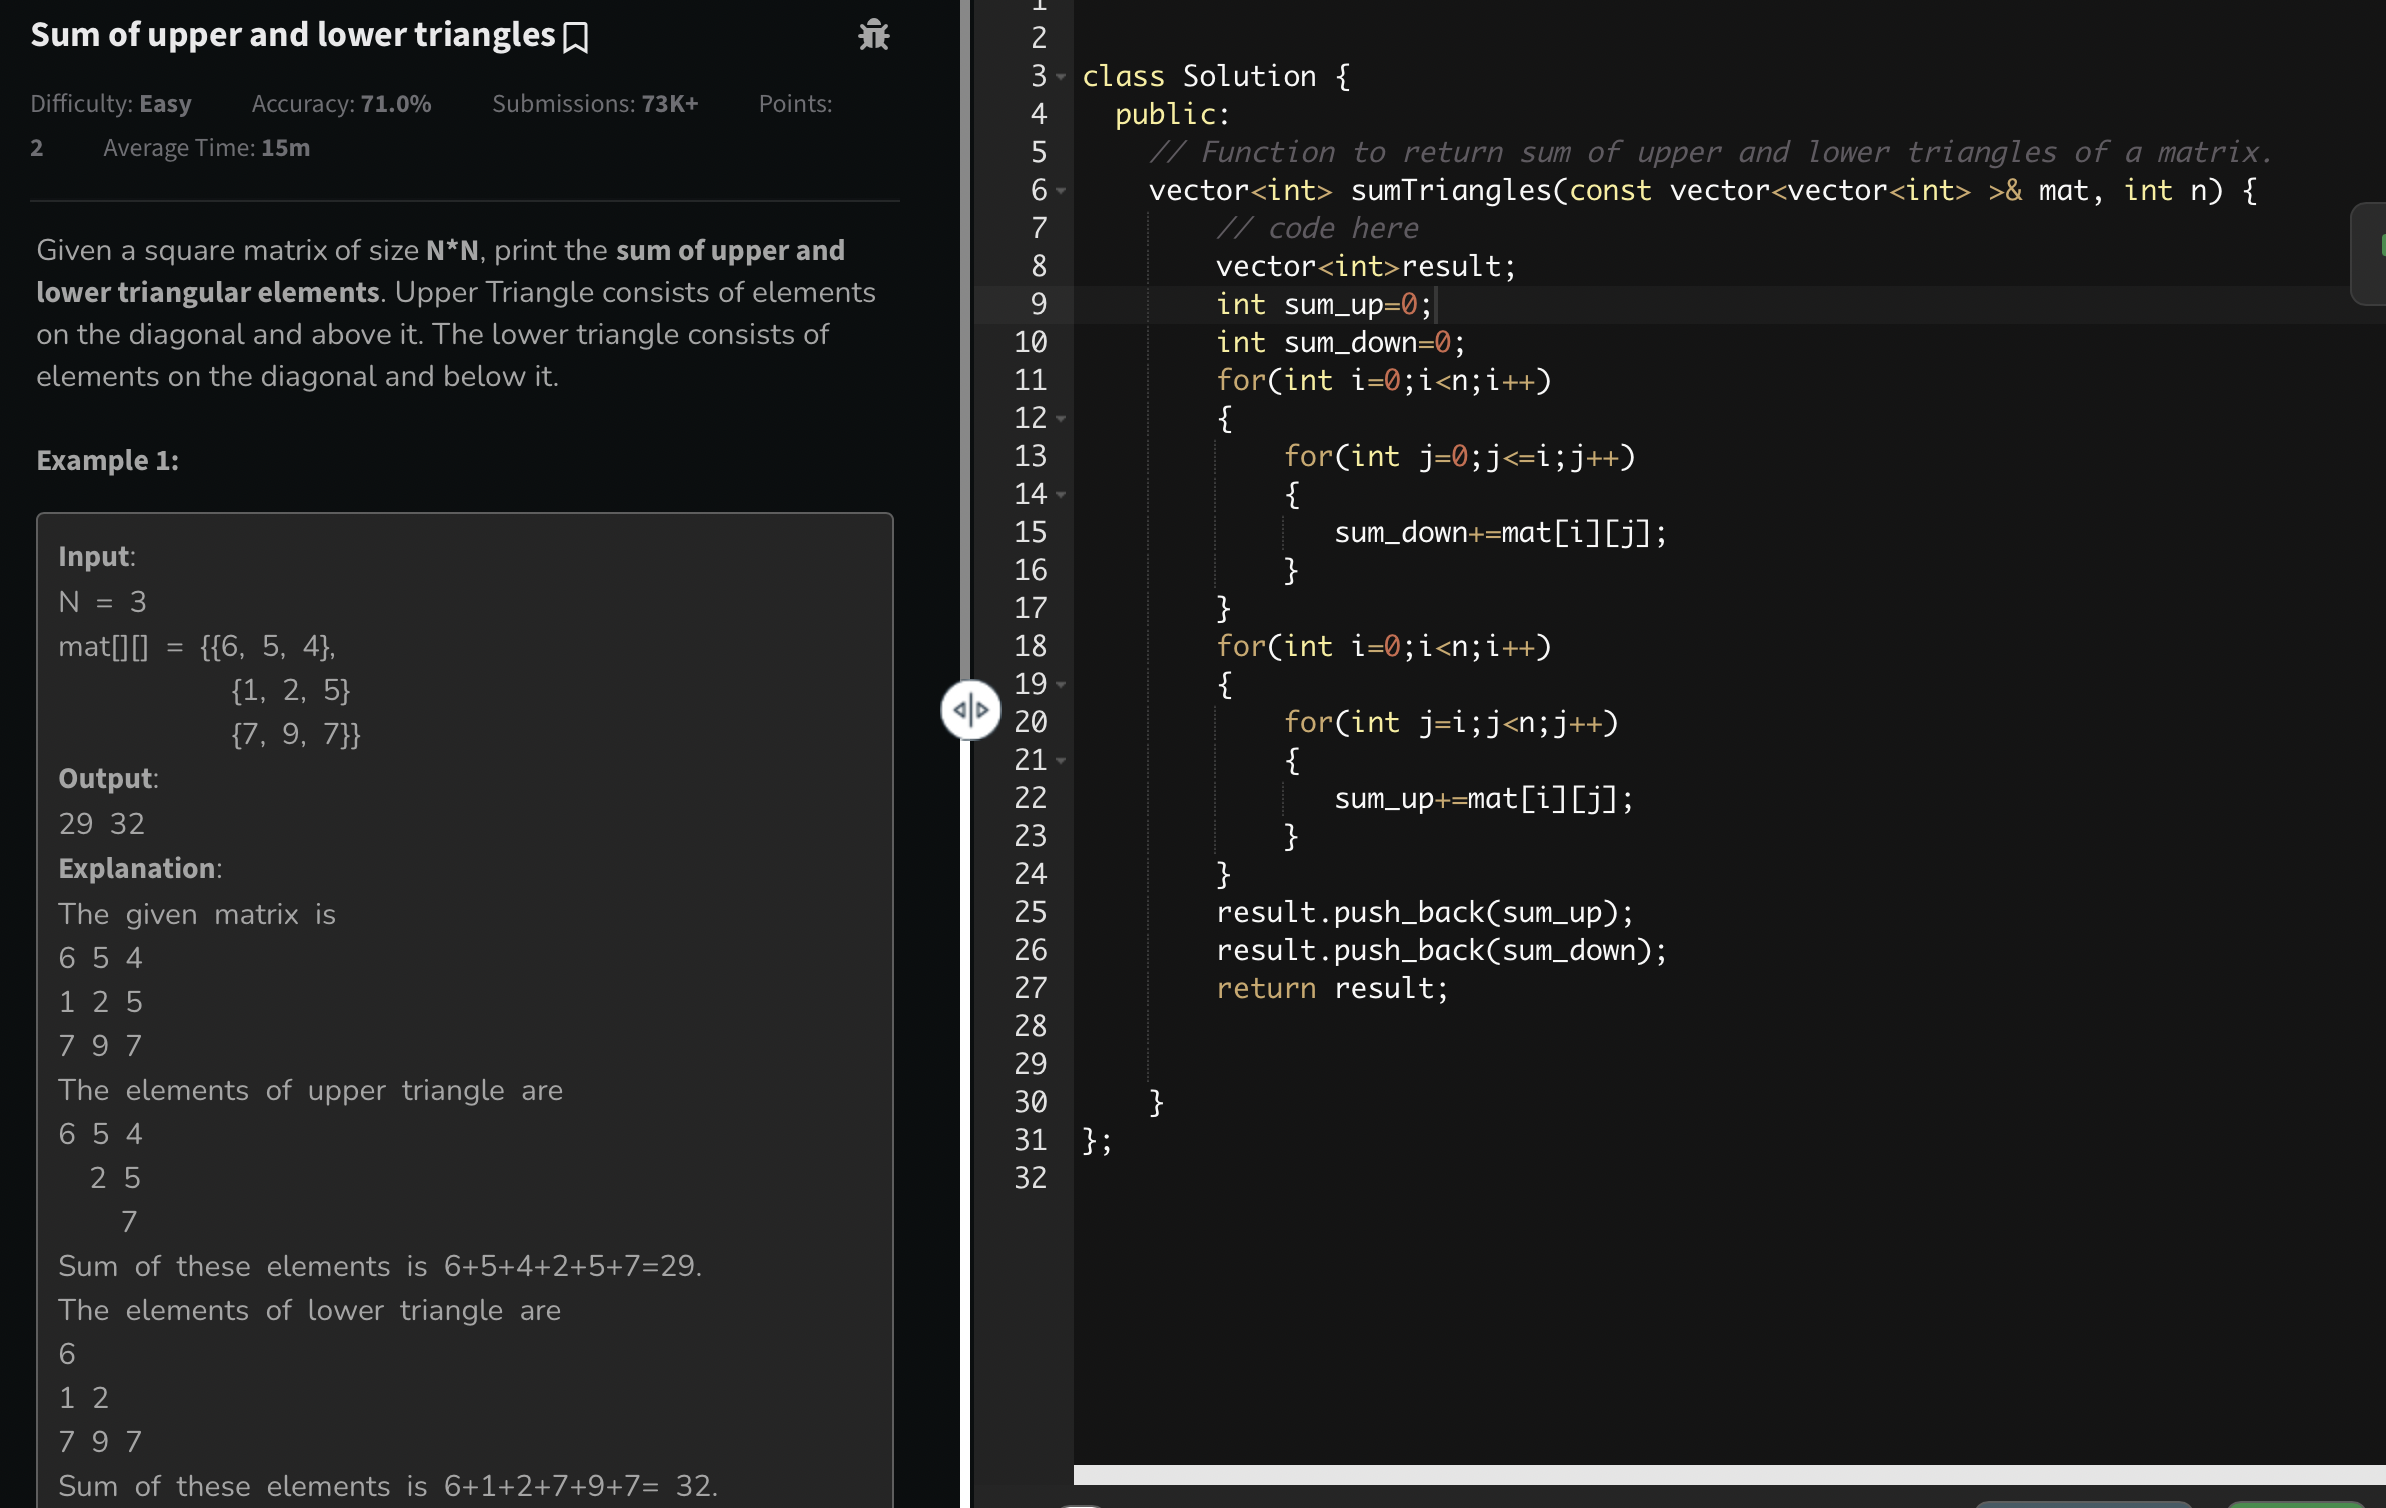 Sum of upper and lower triangles
Difficulty: Easy Accuracy: 71.0% Submissions: 73K+ Points:
2 Average Time: 15m
Given a square matrix of size N*N, print the sum of upper and
lower triangular elements. Upper Triangle consists of elements
on the diagonal and above it. The lower triangle consists of
elements on the diagonal and below it.
Example 1:
Input:
N = 3
mat[][] = {{6, 5, 4},
{1, 2, 5}
{7, 9, 7}}
Output:
29 32
Explanation:
The given matrix is
6 5 4
1 2 5
7 9 7
The elements of upper triangle are
6 5 4
2 5
7
Sum of these elements is 6+5+4+2+5+7=29.
The elements of lower triangle are
6
1 2
7 9 7
Sum of these elements is 6+1+2+7+9+7= 32.
1
2
3 class Solution {
4 public:
5 // Function to return sum of upper and lower triangles of a matrix.
6 vector<int> sumTriangles(const vector<vector<int> >& mat, int n) {
7 // code here
8 vector<int>result;
9 int sum_up=0;
10 int sum_down=0;
11 for(int i=0;i<n;i++)
12 {
13 for(int j=0;j<=i;j++)
14 {
15 sum_down+=mat[i][j];
16 }
17 }
18 for(int i=0;i<n;i++)
19 {
20 for(int j=i;j<n;j++)
21 {
22 sum_up+=mat[i][j];
23 }
24 }
25 result.push_back(sum_up);
26 result.push_back(sum_down);
27 return result;
28
29
30 }
31 };
32